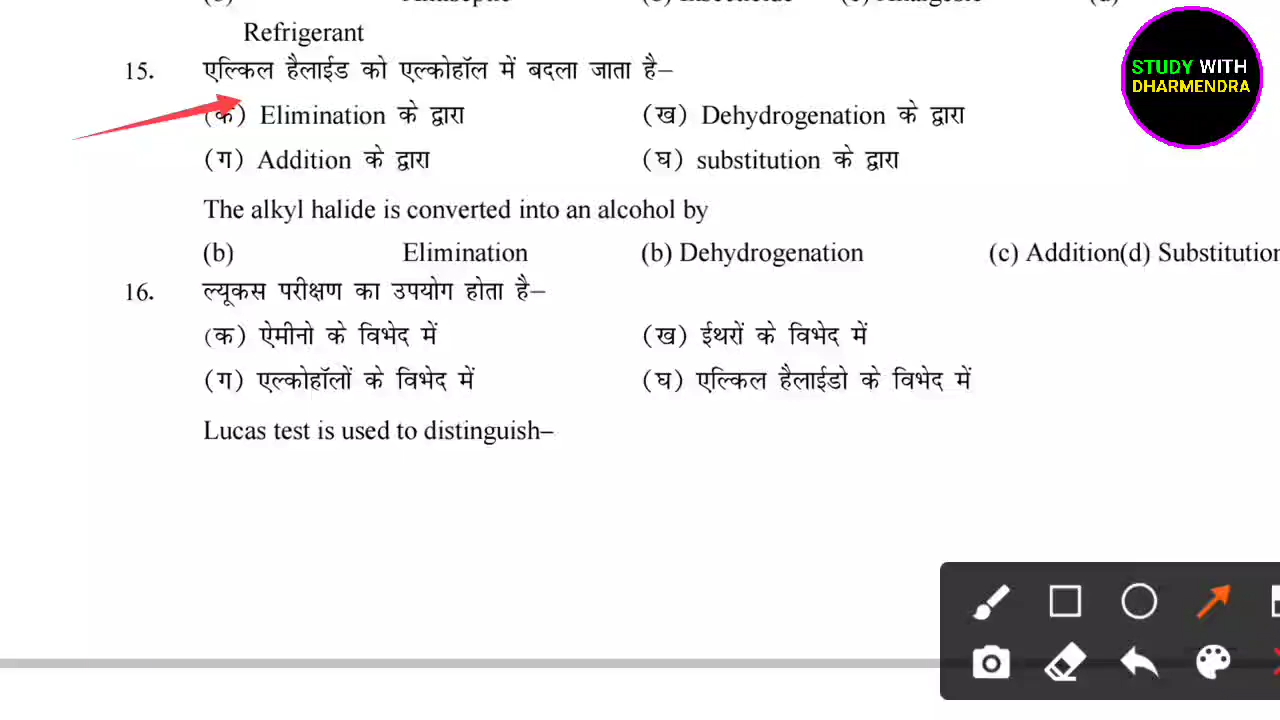 Refrigerant
15. एल्किल हैलाईड को एल्कोहॉल में बदला जाता है–
(क) Elimination के द्वारा (ख) Dehydrogenation के द्वारा
(ग) Addition के द्वारा (घ) substitution के द्वारा
The alkyl halide is converted into an alcohol by
(b) Elimination (b) Dehydrogenation (c) Addition(d) Substitution
16. ल्यूकस परीक्षण का उपयोग होता है–
(क) ऐमीनो के विभेद में (ख) ईथरों के विभेद में
(ग) एल्कोहॉलों के विभेद में (घ) एल्किल हैलाईडो के विभेद में
Lucas test is used to distinguish–
STUDY WITH
DHARMENDRA